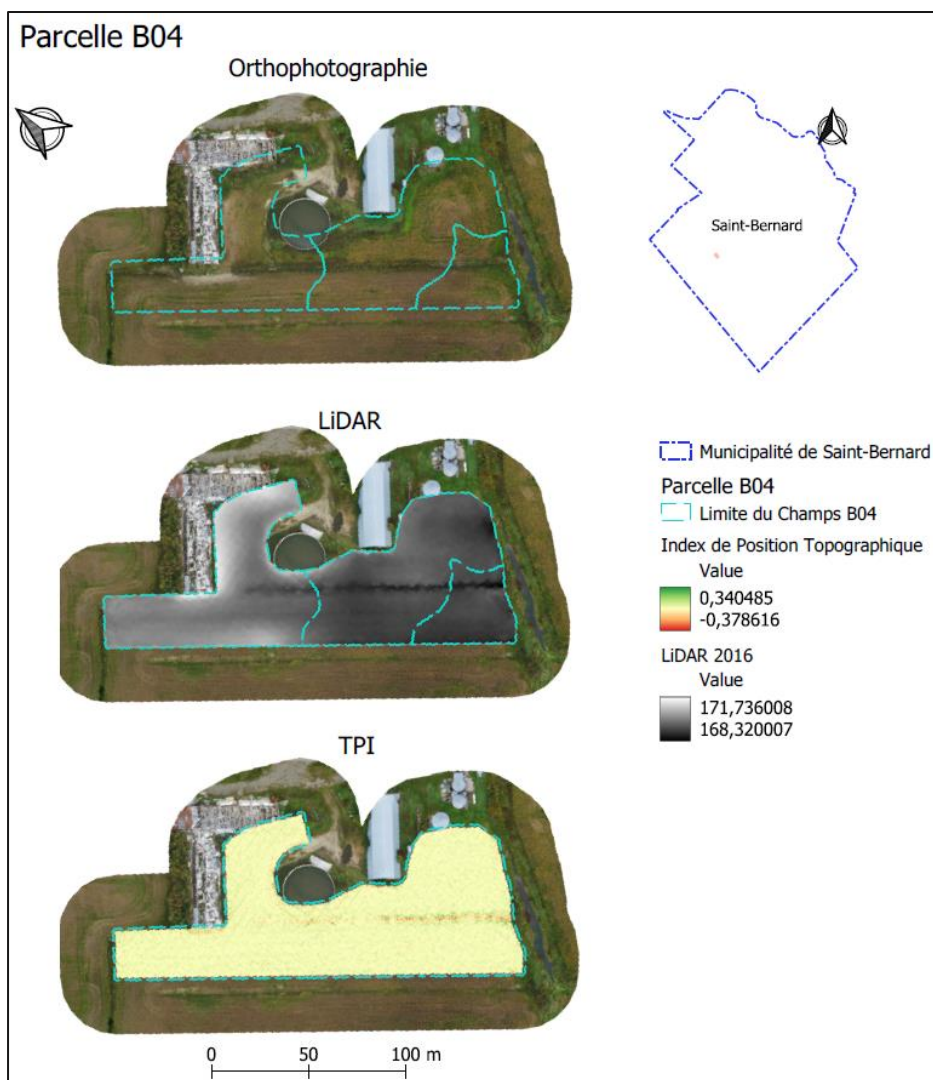 Parcelle B04
Orthophotographie
Saint-Bernard
LiDAR
Municipalité de Saint-Bernard
Parcelle B04
Limite du Champs B04
Index de Position Topographique
Value
0,340485
-0,378616
LiDAR 2016
Value
171,736008
168,320007
TPI
0 50 100 m